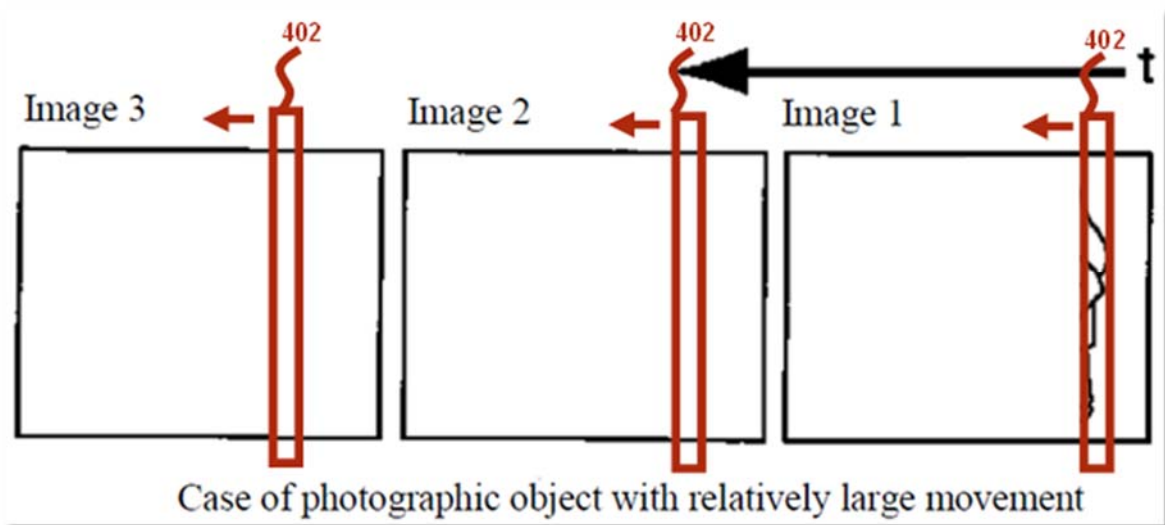 402 402 402
t
Image 3 Image 2 Image 1
Case of photographic object with relatively large movement